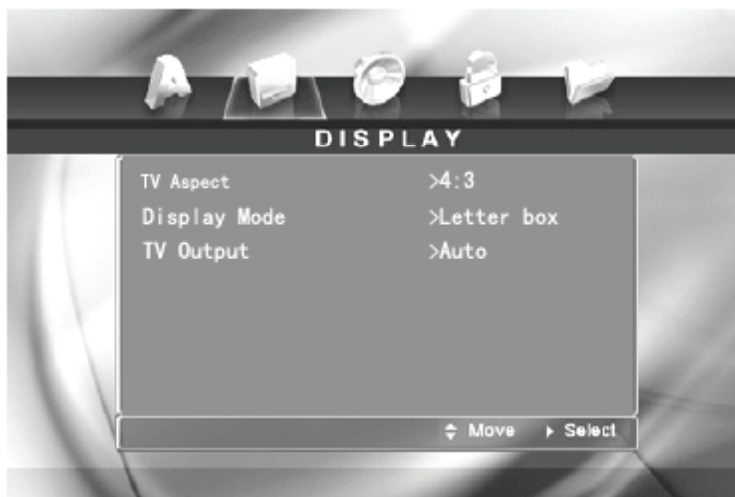 DISPLAY
TV Aspect >4:3
Display Mode >Letter box
TV Output >Auto
Move Select